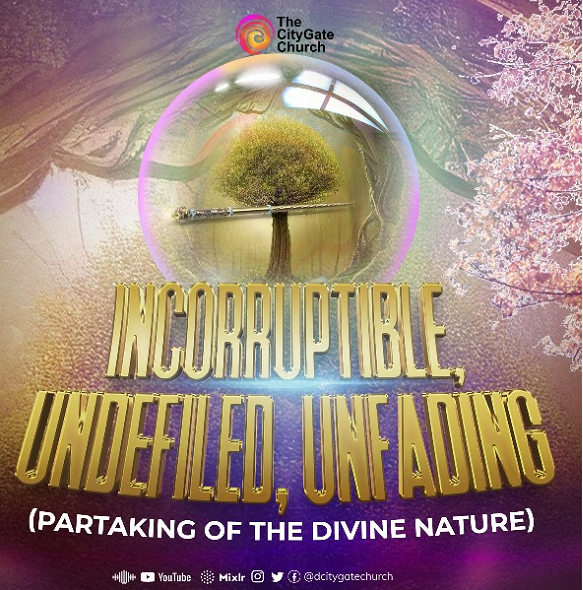 The
CityGate
Church
INCORRUPTIBLE,
UNDEFILED, UNFADING
(PARTAKING OF THE DIVINE NATURE)
YouTube Mixlr @dcitygatechurch